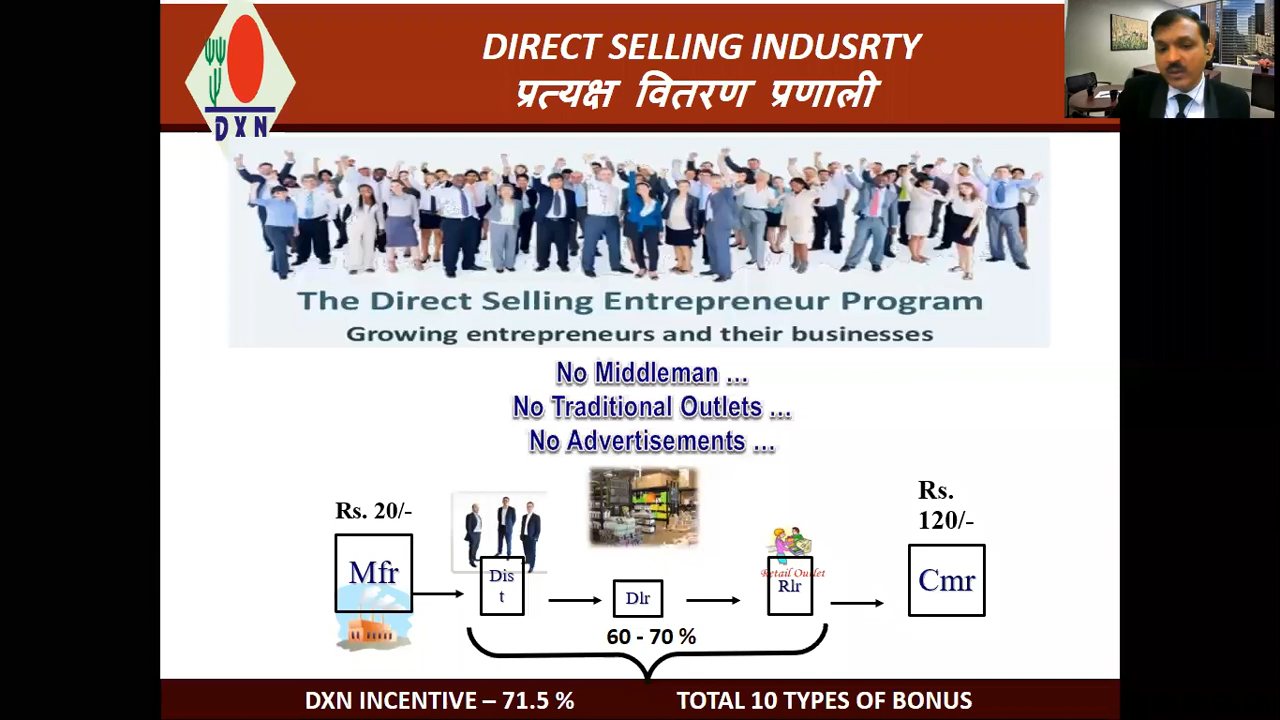 DXN
DIRECT SELLING INDUSRTY
प्रत्यक्ष वितरण प्रणाली
The Direct Selling Entrepreneur Program
Growing entrepreneurs and their businesses
No Middleman ...
No Traditional Outlets ...
No Advertisements ...
Rs. 20/-
Rs.
120/-
Mfr
Dis
t
Dlr
Retail Outlet
Rlr
Cmr
60 - 70 %
DXN INCENTIVE – 71.5 %
TOTAL 10 TYPES OF BONUS